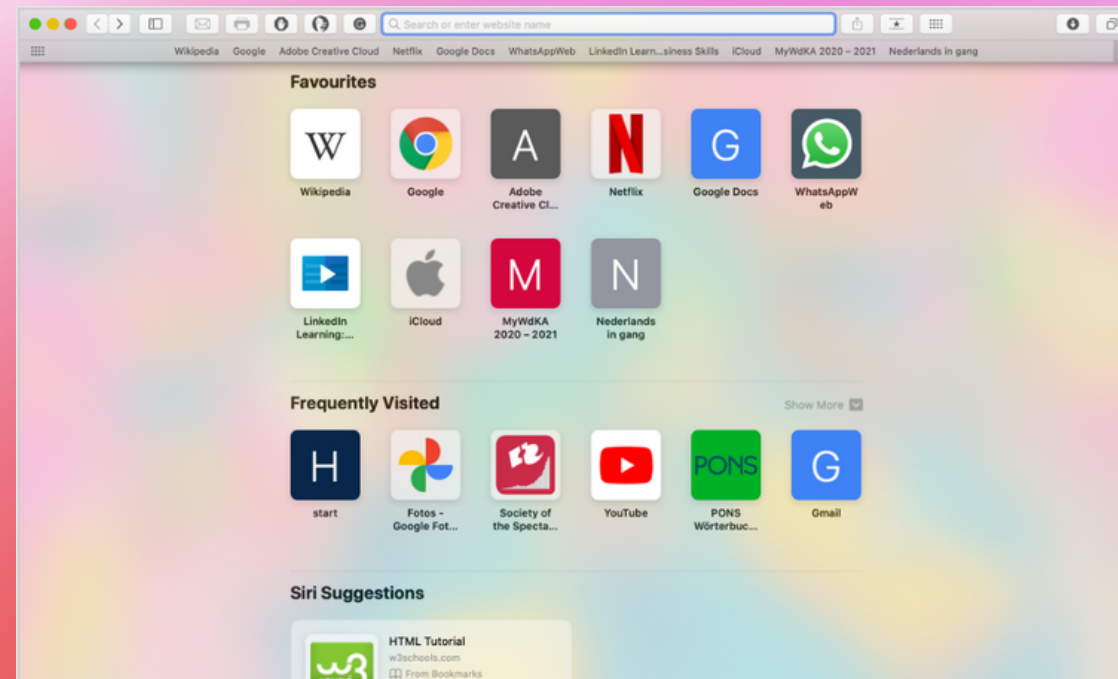 Search or enter website name
Wikipedia Google Adobe Creative Cloud Netflix Google Docs WhatsAppWeb LinkedIn Learn...siness Skills iCloud MyWdKA 2020 – 2021 Nederlands in gang
Favourites
W A N G
Wikipedia Google Adobe Netflix Google Docs WhatsAppW
Creative Cl... eb
M N
LinkedIn iCloud MyWdKA Nederlands
Learning:... 2020 – 2021 in gang
Frequently Visited Show More
H PONS G
start Fotos - Society of YouTube PONS Gmail
Google Fot... the Specta... Wörterbuc...
Siri Suggestions
HTML Tutorial
w3schools.com
w3 From Bookmarks